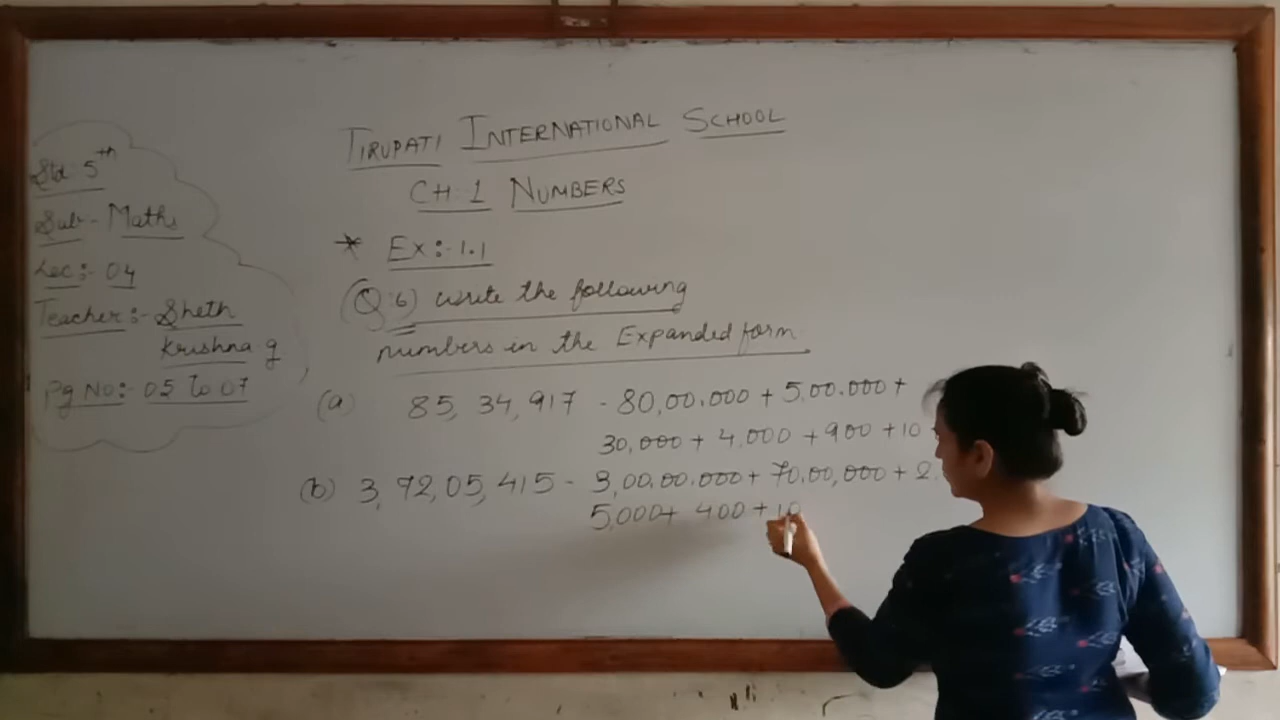 Std: 5th
Sub - Maths
Lec :- 04
Teacher :- Sheth
Krishna g
Pg No:- 05 to 07
TIRUPATI INTERNATIONAL SCHOOL
CH 1 NUMBERS
* Ex :- 1.1
(Q.6) write the following
numbers in the Expanded form.
(a) 85, 34, 917 - 80,00,000 + 5,00,000 +
30,000 + 4,000 + 900 + 10
(b) 3, 72, 05, 415 - 3,00,00,000 + 70,00,000 + 2
5,000 + 400 + 10